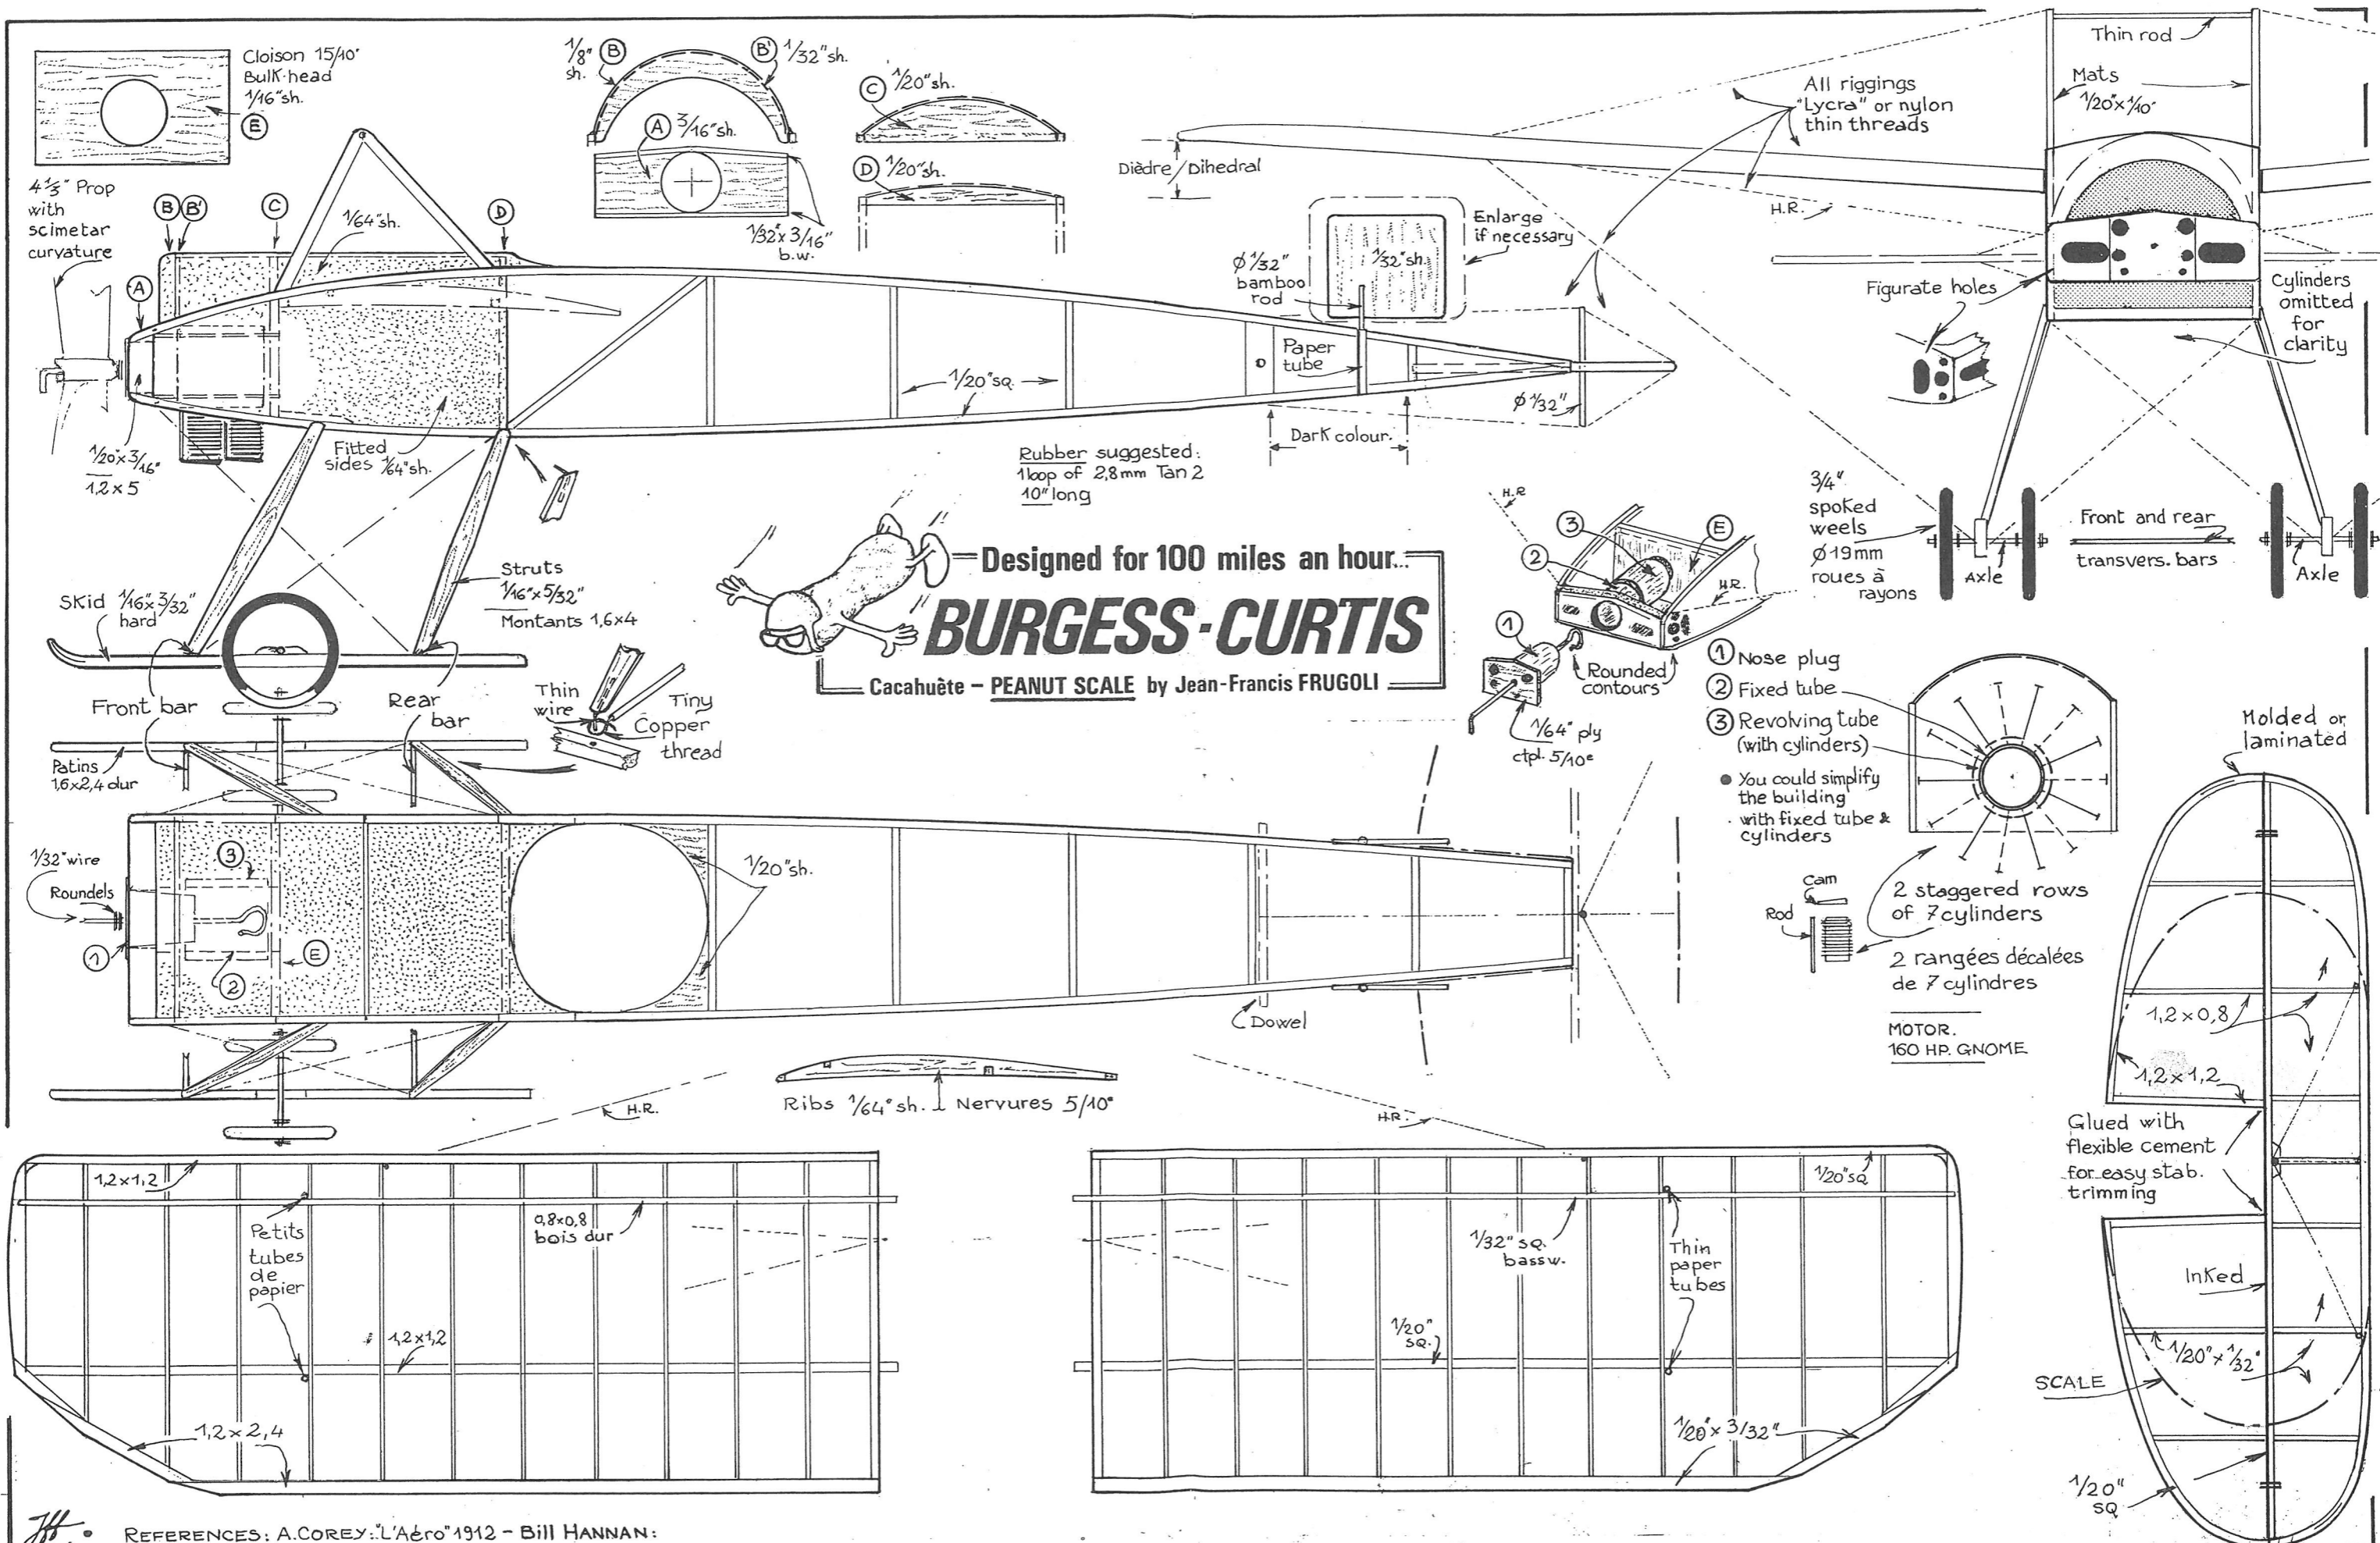 Cloison 15/10°
Bulk-head
1/16" sh.
E
1/8"
sh.
B
B'
1/32" sh.
A
3/16" sh.
1/32" x 3/16"
b.w.
C
1/20" sh.
D
1/20" sh.
Dièdre/Dihedral
All riggings
"Lycra" or nylon
thin threads
H.R.
Thin rod
Mats
1/20" x 1/10"
4 1/3" Prop
with
scimetar
curvature
B
B'
C
D
A
1/64" sh.
1/20" x 3/16"
1,2 x 5
Fitted
sides 1/64" sh.
1/20" sq.
Ø 1/32"
bamboo
rod
1/32" sh.
Enlarge
if necessary
Paper
tube
Ø 1/32"
Dark colour.
Rubber suggested:
1 loop of 2,8mm Tan 2
10" long
Figurate holes
Cylinders
omitted
for
clarity
3/4"
spoked
weels
Ø 19mm
roues à
rayons
Axle
Front and rear
transvers. bars
Axle
Skid 1/16" x 3/32"
hard
Struts
1/16" x 5/32"
Montants 1,6x4
Front bar
Rear
bar
Thin
wire
Tiny
Copper
thread
Patins
1,6x2,4 dur
Designed for 100 miles an hour...
BURGESS-CURTIS
Cacahuète - PEANUT SCALE by Jean-Francis FRUGOLI
H.R.
3
E
2
H.R.
1
Rounded
contours
1/64" ply
ctpl. 5/10e
1 Nose plug
2 Fixed tube
3 Revolving tube
(with cylinders)
• You could simplify
the building
with fixed tube &
cylinders
Cam
Rod
2 staggered rows
of 7 cylinders
2 rangées décalées
de 7 cylindres
MOTOR.
160 HP. GNOME
1/32" wire
Roundels
1
3
2
E
1/20" sh.
Dowel
Ribs 1/64" sh.
Nervures 5/10°
H.R.
H.R.
Molded or
laminated
1,2 x 0,8
1,2 x 1,2
Glued with
flexible cement
for easy stab.
trimming
Inked
1/20" x 1/32"
SCALE
1/20"
SQ
1,2x1,2
Petits
tubes
de
papier
0,8x0,8
bois dur
1,2x1,2
1,2 x 2,4
1/20" SQ
1/32" sq.
bassw.
Thin
paper
tubes
1/20"
SQ.
1/20" x 3/32"
REFERENCES: A.COREY: "L'Aéro" 1912 - Bill HANNAN: